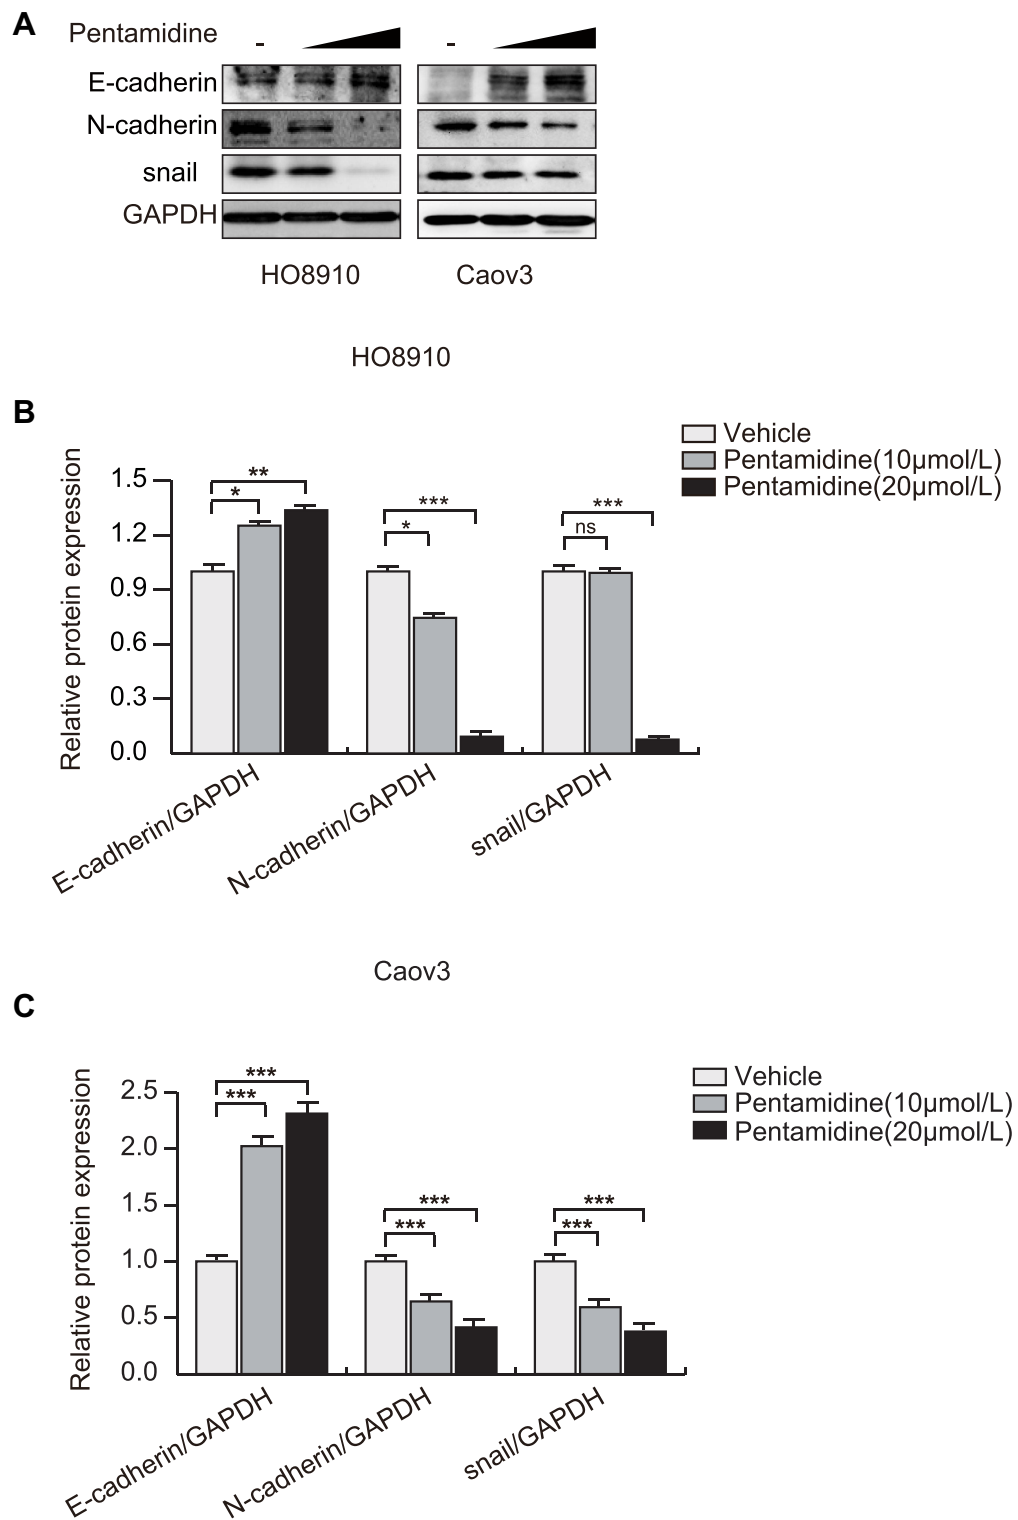 A
Pentamidine - -
E-cadherin
N-cadherin
snail
GAPDH
HO8910 Caov3
HO8910
B
Vehicle
Pentamidine(10μmol/L)
Pentamidine(20μmol/L)
Relative protein expression
1.5
1.2
0.9
0.6
0.3
0.0
** * *** * *** ns
E-cadherin/GAPDH
N-cadherin/GAPDH
snail/GAPDH
Caov3
C
Vehicle
Pentamidine(10μmol/L)
Pentamidine(20μmol/L)
Relative protein expression
2.5
2.0
1.5
1.0
0.5
0.0
*** *** *** *** *** ***
E-cadherin/GAPDH
N-cadherin/GAPDH
snail/GAPDH